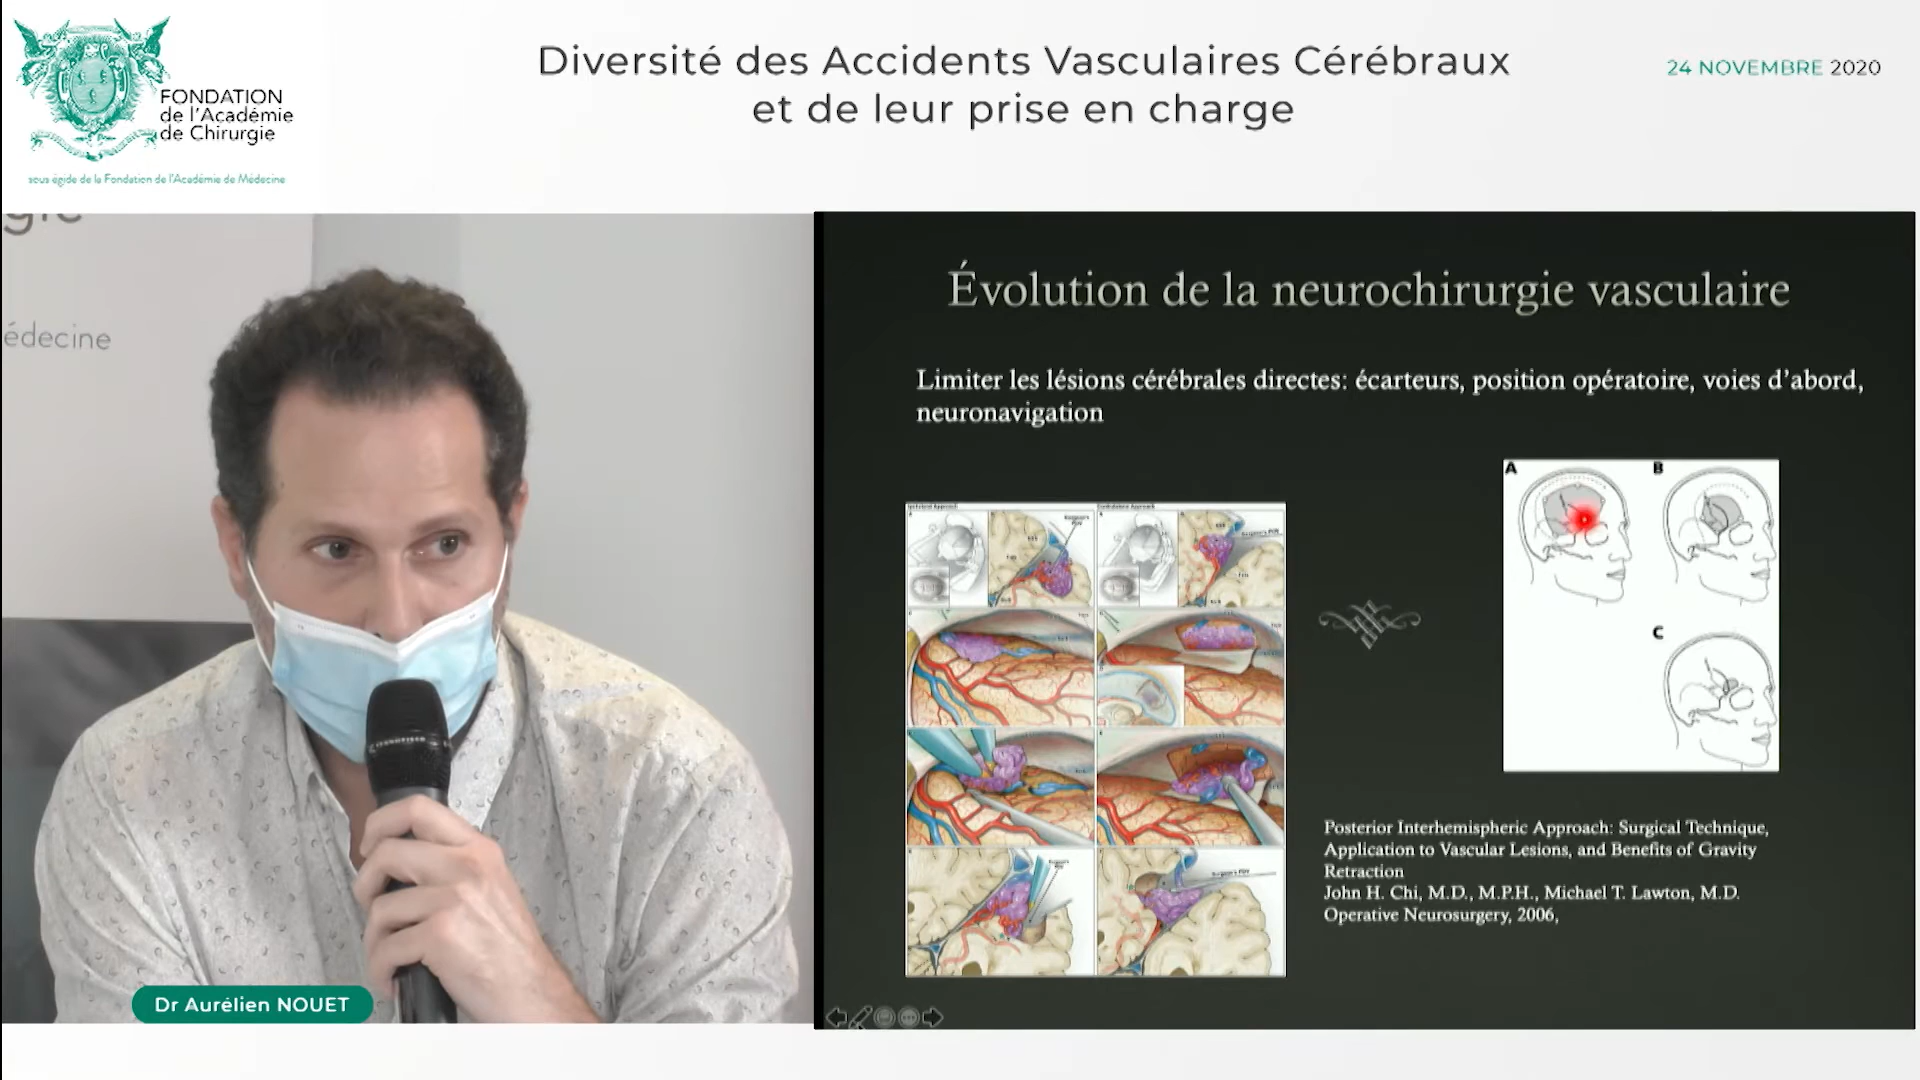 FONDATION
de l'Académie
de Chirurgie
sous égide de la Fondation de l'Académie de Médecine
Diversité des Accidents Vasculaires Cérébraux
et de leur prise en charge
24 NOVEMBRE 2020
édecine
Dr Aurélien NOUET
Évolution de la neurochirurgie vasculaire
Limiter les lésions cérébrales directes: écarteurs, position opératoire, voies d'abord,
neuronavigation
A
B
C
Posterior Interhemispheric Approach: Surgical Technique,
Application to Vascular Lesions, and Benefits of Gravity
Retraction
John H. Chi, M.D., M.P.H., Michael T. Lawton, M.D.
Operative Neurosurgery, 2006,